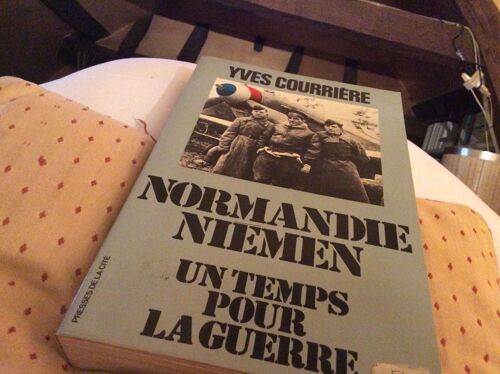 YVES COURRIÈRE
NORMANDIE
NIEMEN
UN TEMPS
POUR
LA GUERRE
PRESSES DE LA CITÉ